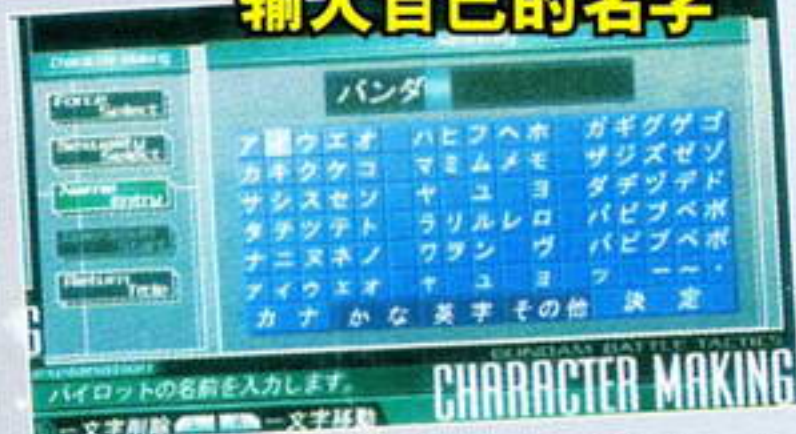 输入自己的名字
Character Making
Force Select
Sexuality Select
Name Entry
Return Title
パンダ
アイウエオ ハヒフヘホ ガギグゲゴ
カキクケコ マミムメモ ザジズゼゾ
サシスセソ ヤ ユ ヨ ダヂヅデド
タチツテト ラリルレロ バビブベボ
ナニヌネノ ワヲン ヴ パピプペポ
ァィゥェォ ャ ュ ョ ッ ー～・
カナ かな 英字 その他 決定
Explanation
パイロットの名前を入力します。
GUNDAM BATTLE TACTICS
CHARACTER MAKING
一文字削除 一文字移動